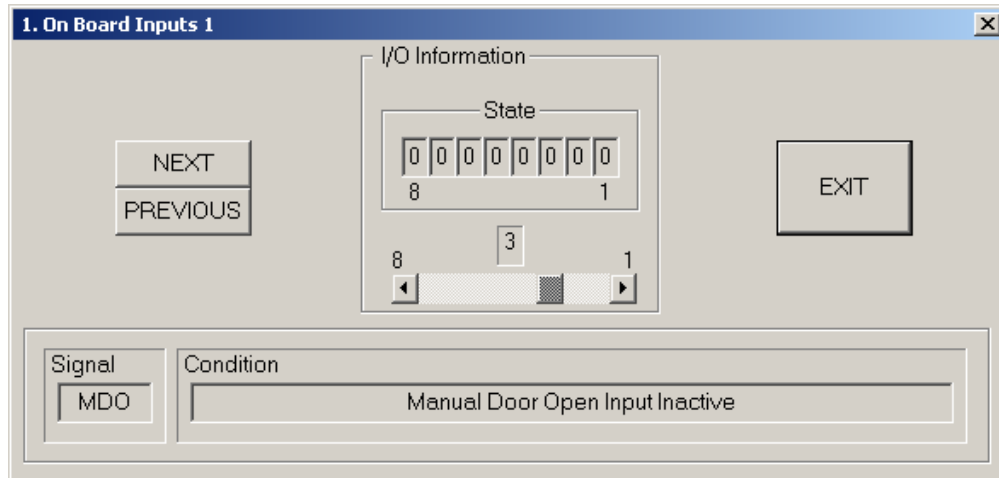 1. On Board Inputs 1
I/O Information
State
0 0 0 0 0 0 0 0
8 1
NEXT
PREVIOUS
EXIT
3
8 1
Signal
MDO
Condition
Manual Door Open Input Inactive